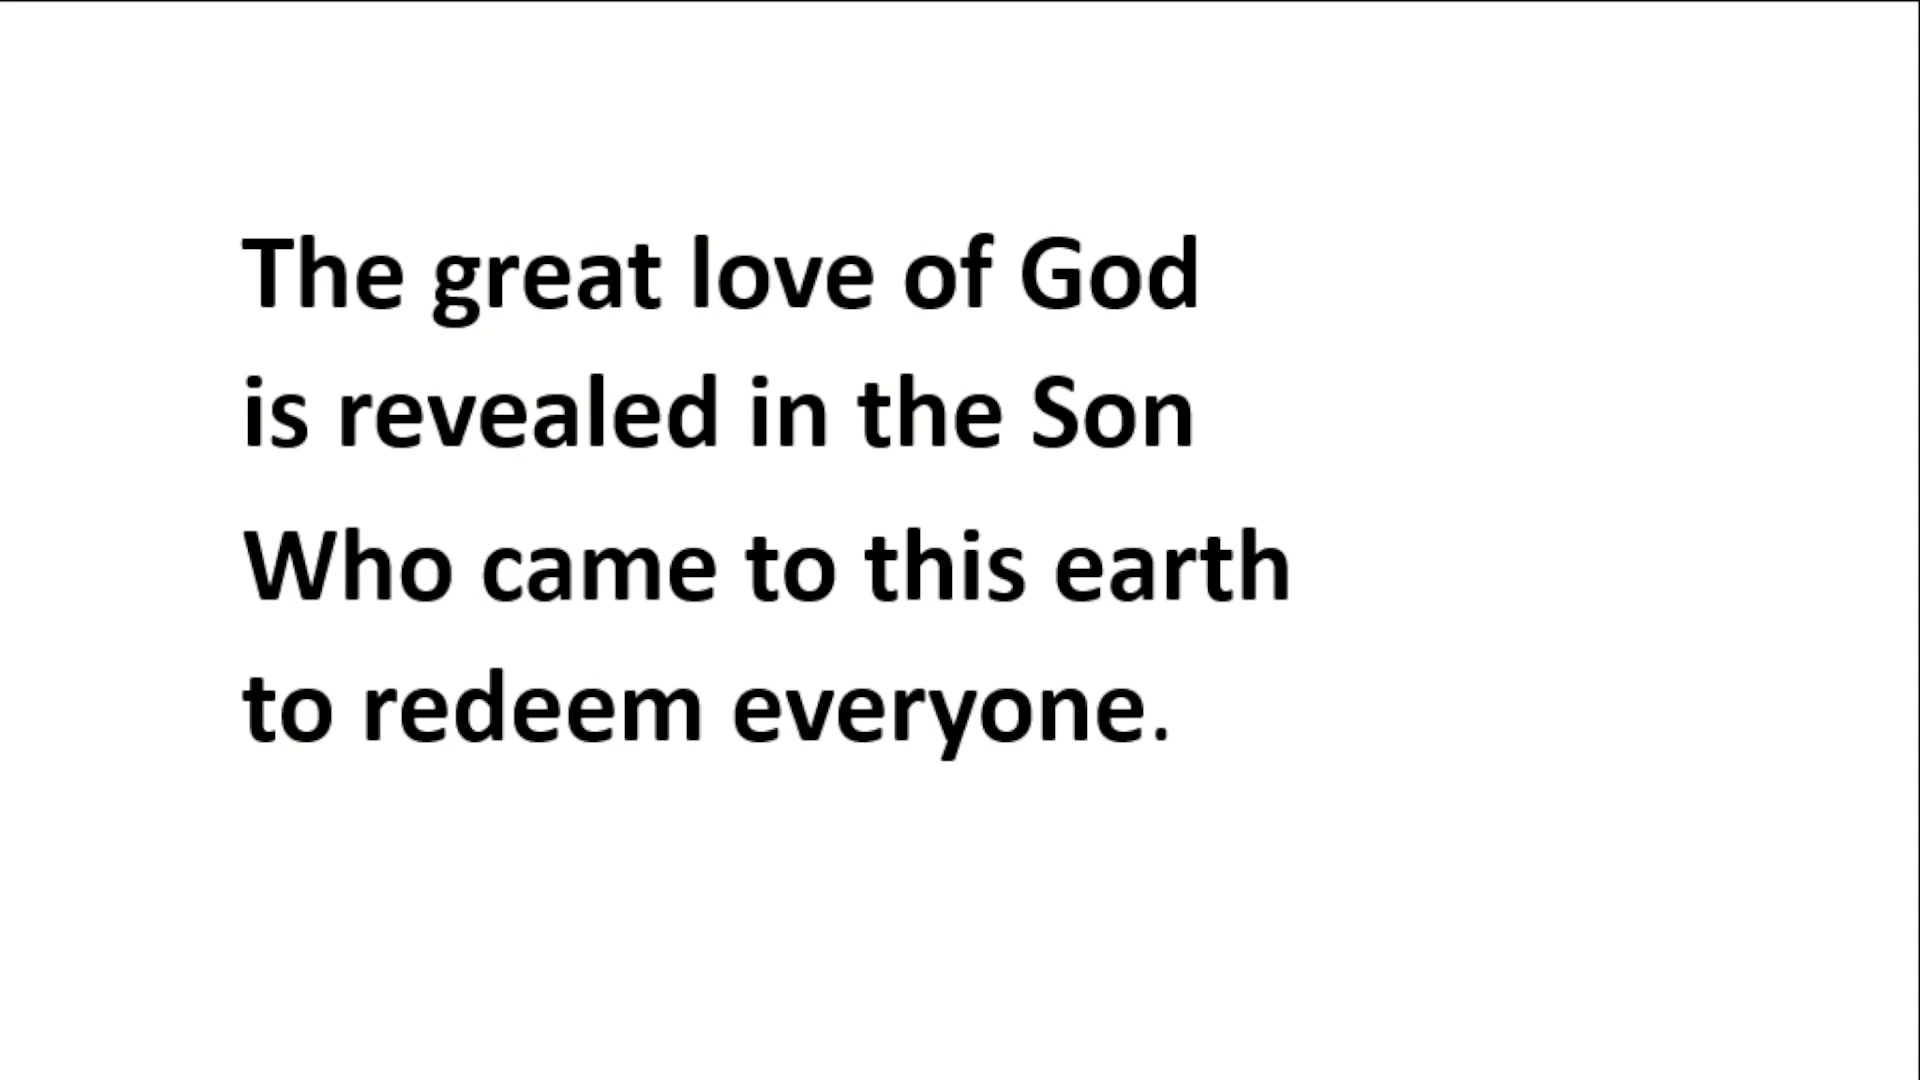 The great love of God
is revealed in the Son
Who came to this earth
to redeem everyone.